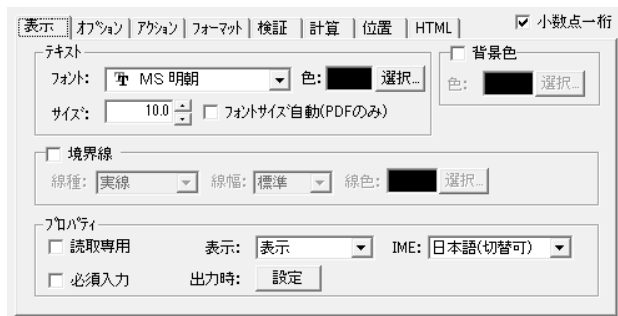 表示 ｵﾌﾟｼｮﾝ ｱｸｼｮﾝ ﾌｫｰﾏｯﾄ 検証 計算 位置 HTML 小数点一桁
ﾃｷｽﾄ 背景色
ﾌｫﾝﾄ: MS 明朝 色: 選択... 色: 選択...
ｻｲｽﾞ: 10.0 ﾌｫﾝﾄｻｲｽﾞ自動(PDFのみ)
境界線
線種: 実線 線幅: 標準 線色: 選択...
ﾌﾟﾛﾊﾟﾃｨ
読取専用 表示: 表示 IME: 日本語(切替可)
必須入力 出力時: 設定